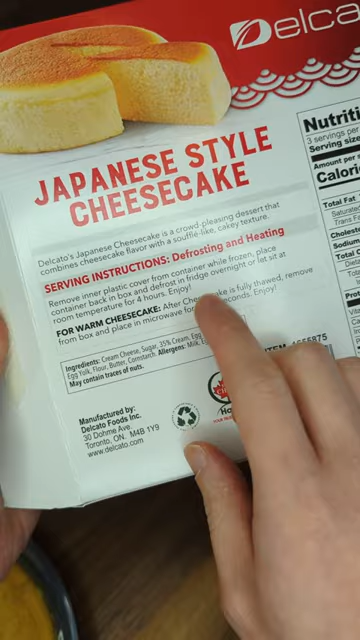 Delca
JAPANESE STYLE
CHEESECAKE
Delcato's Japanese Cheesecake is a crowd-pleasing dessert that
combines cheesecake flavor with a soufflé-like, cakey texture.
SERVING INSTRUCTIONS: Defrosting and Heating
Remove inner plastic cover from container while frozen, place
container back in box and defrost in fridge overnight or let sit at
room temperature for 4 hours. Enjoy!
FOR WARM CHEESECAKE: After Cheesecake is fully thawed, remove
from box and place in microwave for seconds. Enjoy!
Ingredients: Cream Cheese, Sugar, 35% Cream, Eg
Egg Yolk, Flour, Butter, Cornstarch. Allergens: Milk, E
May contain traces of nuts.
ITEM
Manufactured by:
Delcato Foods Inc.
30 Dohme Ave.
Toronto, ON. M4B 1Y9
www.delcato.com
Nutriti
3 servings per
Serving size
Amount per
Calori
Total Fat
Saturated
Trans F
Cholest
Sodium
Total C